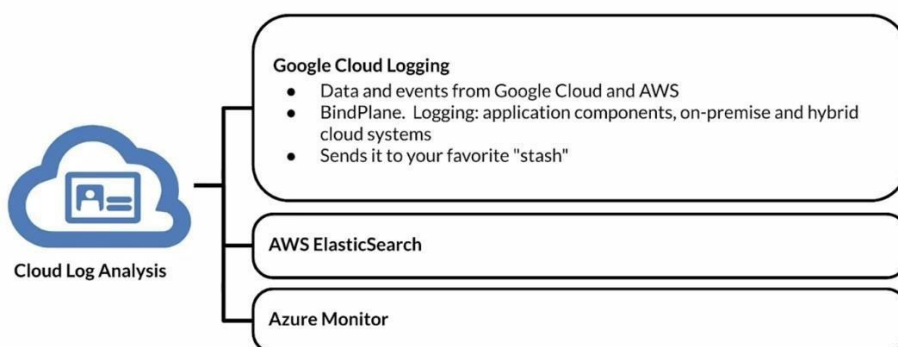 Google Cloud Logging
● Data and events from Google Cloud and AWS
● BindPlane. Logging: application components, on-premise and hybrid
cloud systems
● Sends it to your favorite "stash"
Cloud Log Analysis
AWS ElasticSearch
Azure Monitor